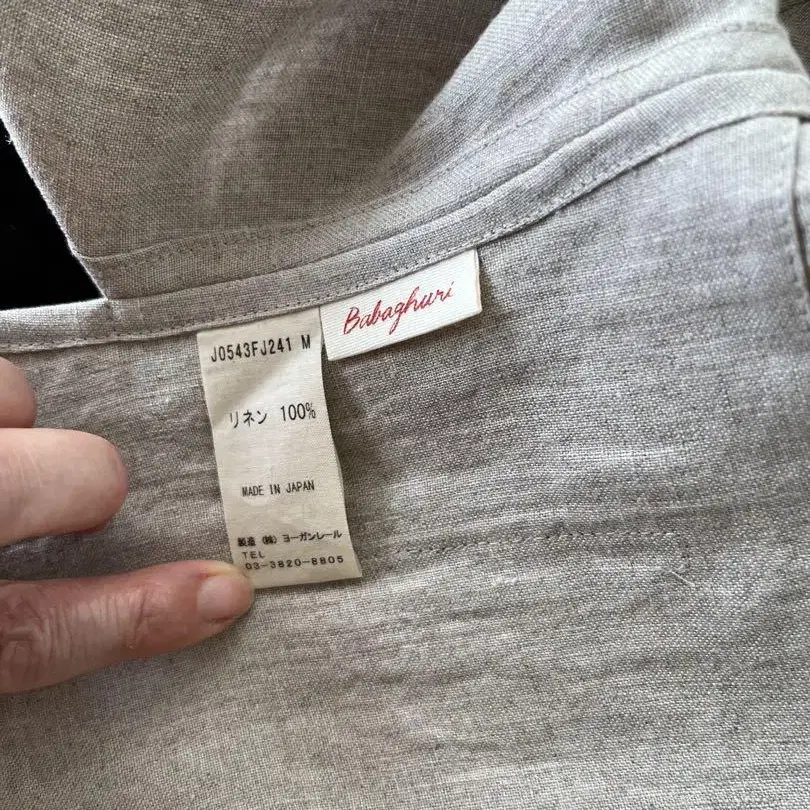 Babaghuri
J0543FJ241 M
リネン 100%
MADE IN JAPAN
製造 (株) ヨーガンレール
TEL
03-3820-8805